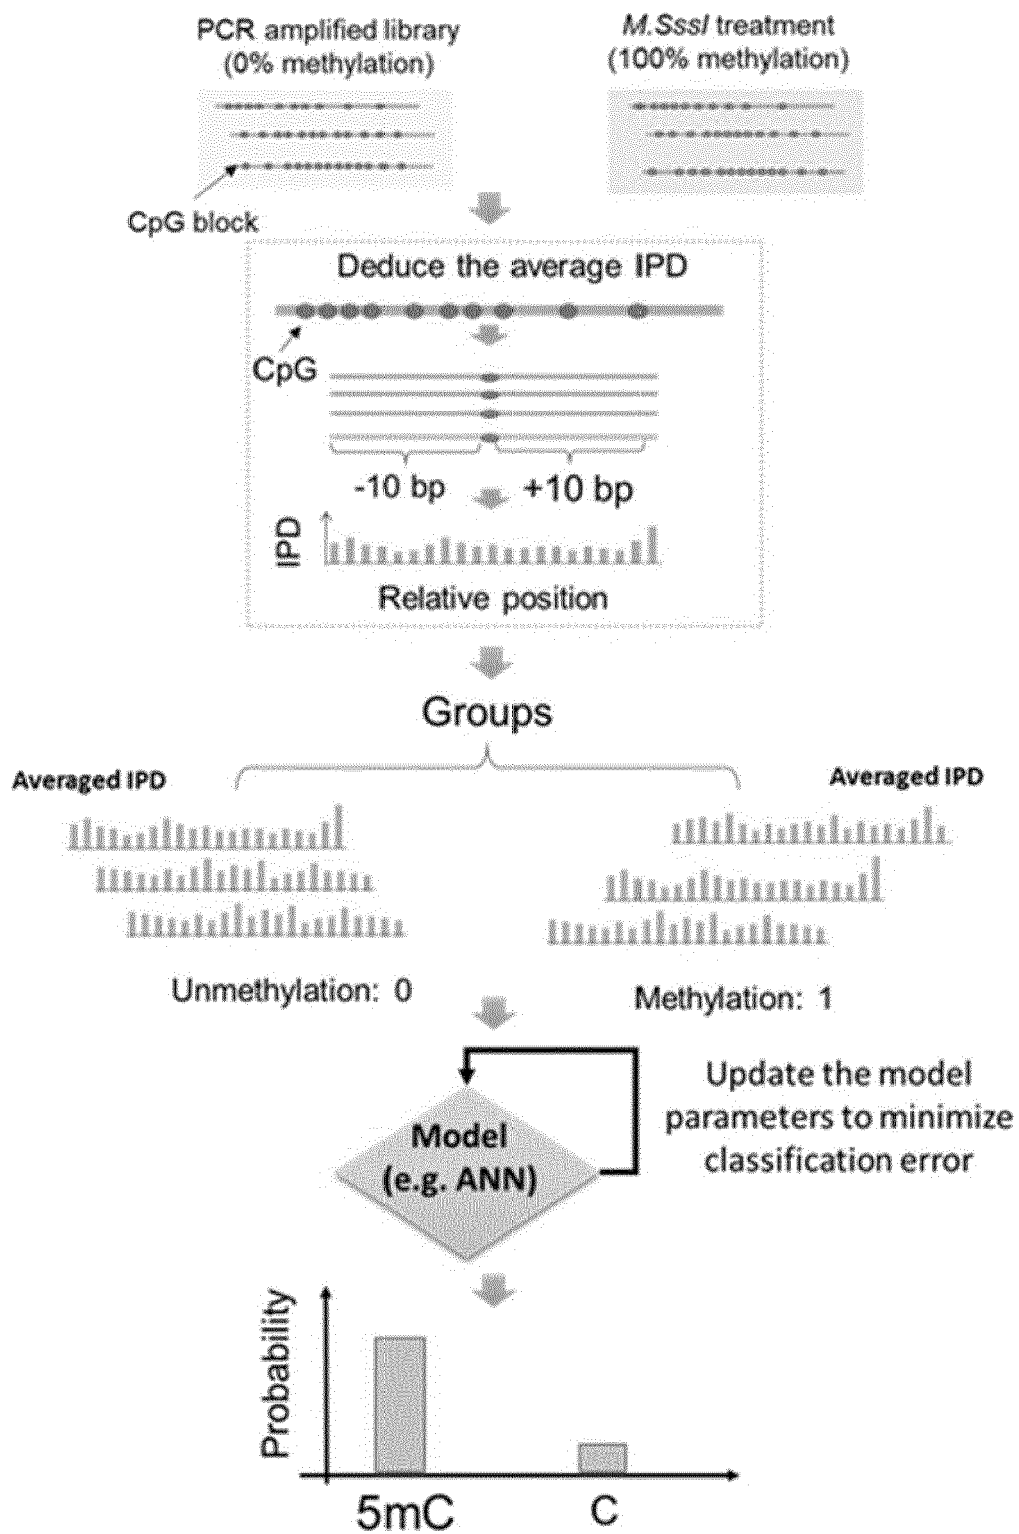 PCR amplified library
(0% methylation)
M.SssI treatment
(100% methylation)
CpG block
Deduce the average IPD
CpG
-10 bp
+10 bp
IPD
Relative position
Groups
Averaged IPD
Averaged IPD
Unmethylation: 0
Methylation: 1
Model
(e.g. ANN)
Update the model
parameters to minimize
classification error
Probability
5mC
C